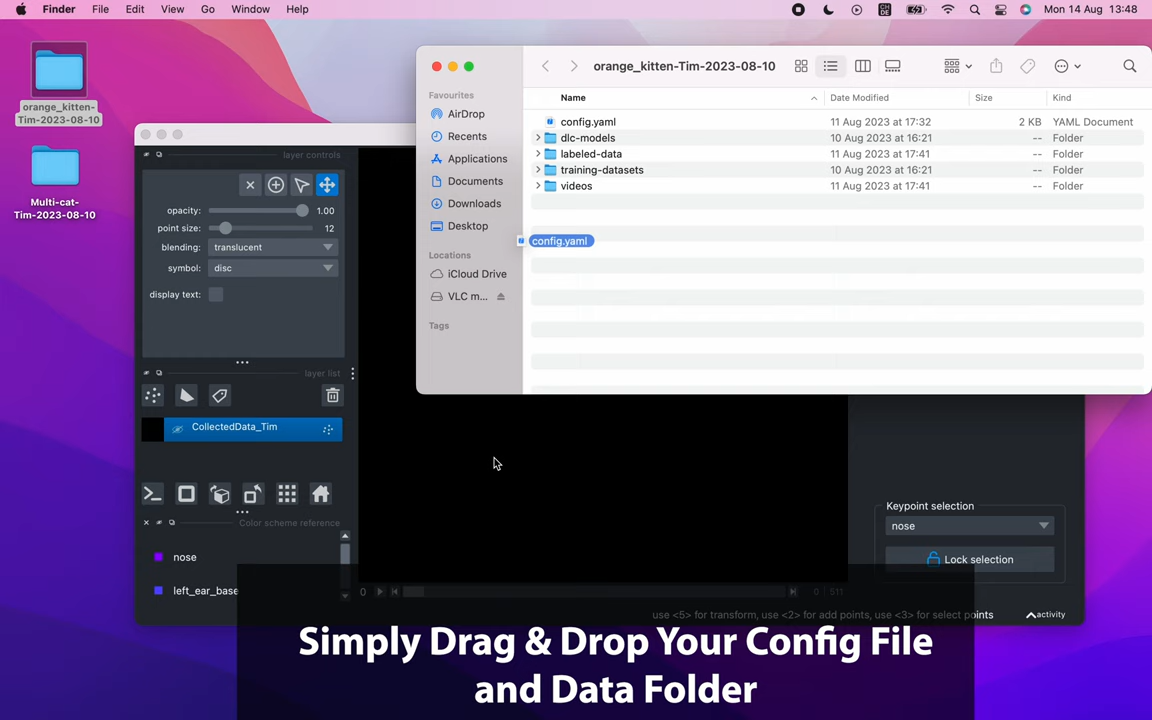 Finder File Edit View Go Window Help
CH
DE
Mon 14 Aug 13:48
orange_kitten-
Tim-2023-08-10
Multi-cat-
Tim-2023-08-10
orange_kitten-Tim-2023-08-10
Favourites
AirDrop
Recents
Applications
Documents
Downloads
Desktop
Locations
iCloud Drive
VLC m...
Tags
Name Date Modified Size Kind
config.yaml 11 Aug 2023 at 17:32 2 KB YAML Document
dlc-models 10 Aug 2023 at 16:21 -- Folder
labeled-data 11 Aug 2023 at 17:41 -- Folder
training-datasets 10 Aug 2023 at 16:21 -- Folder
videos 11 Aug 2023 at 17:41 -- Folder
config.yaml
layer controls
opacity: 1.00
point size: 12
blending: translucent
symbol: disc
display text:
layer list
CollectedData_Tim
Color scheme reference
nose
left_ear_base
0 0 511
Keypoint selection
nose
Lock selection
use <5> for transform, use <2> for add points, use <3> for select points
activity
Simply Drag & Drop Your Config File
and Data Folder